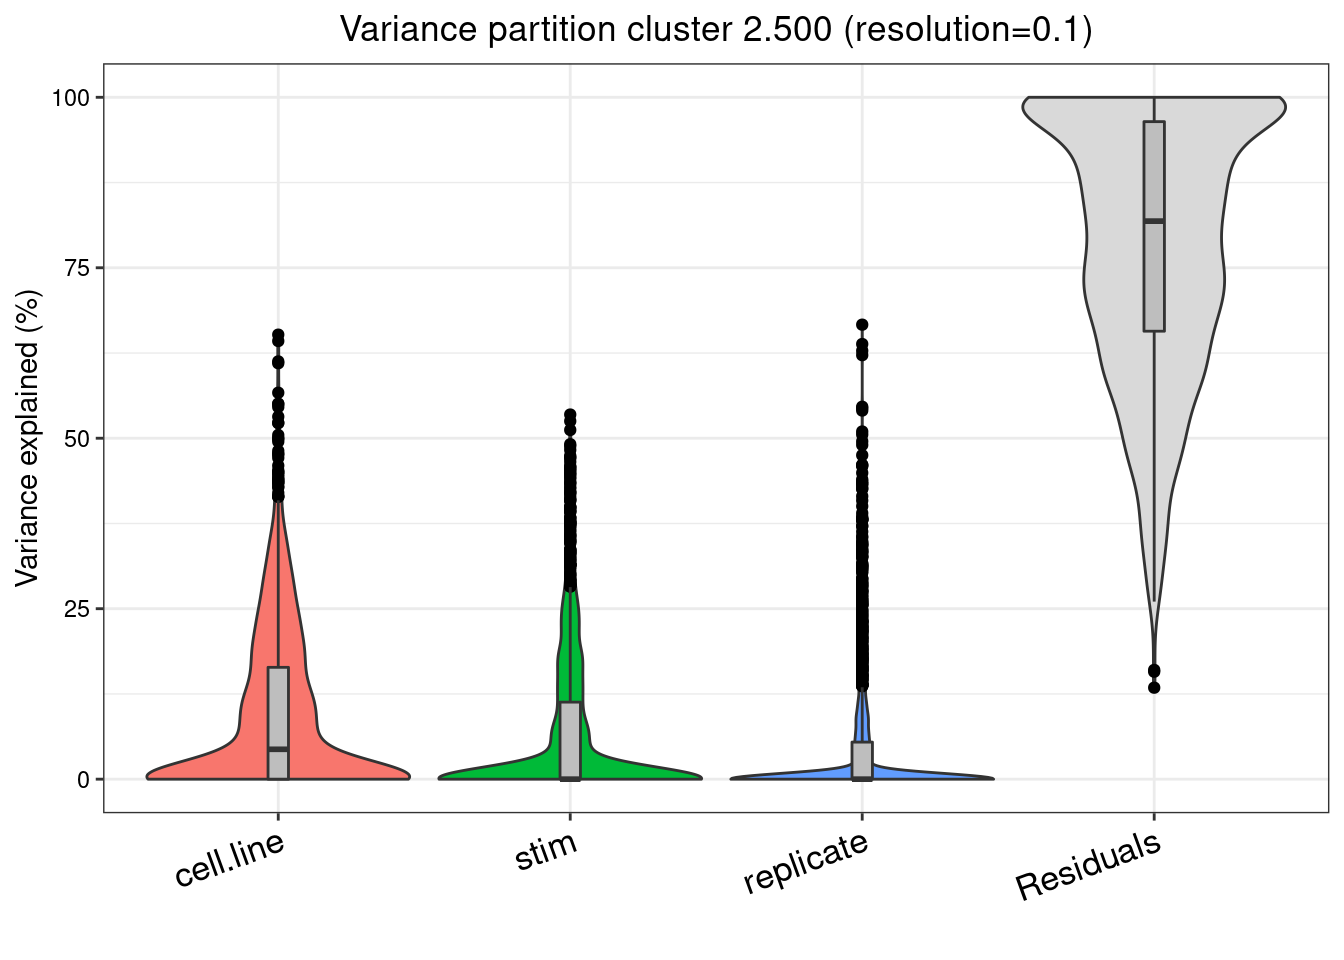 Variance partition cluster 2.500 (resolution=0.1)
Variance explained (%)
100
75
50
25
0
cell.line
stim
replicate
Residuals